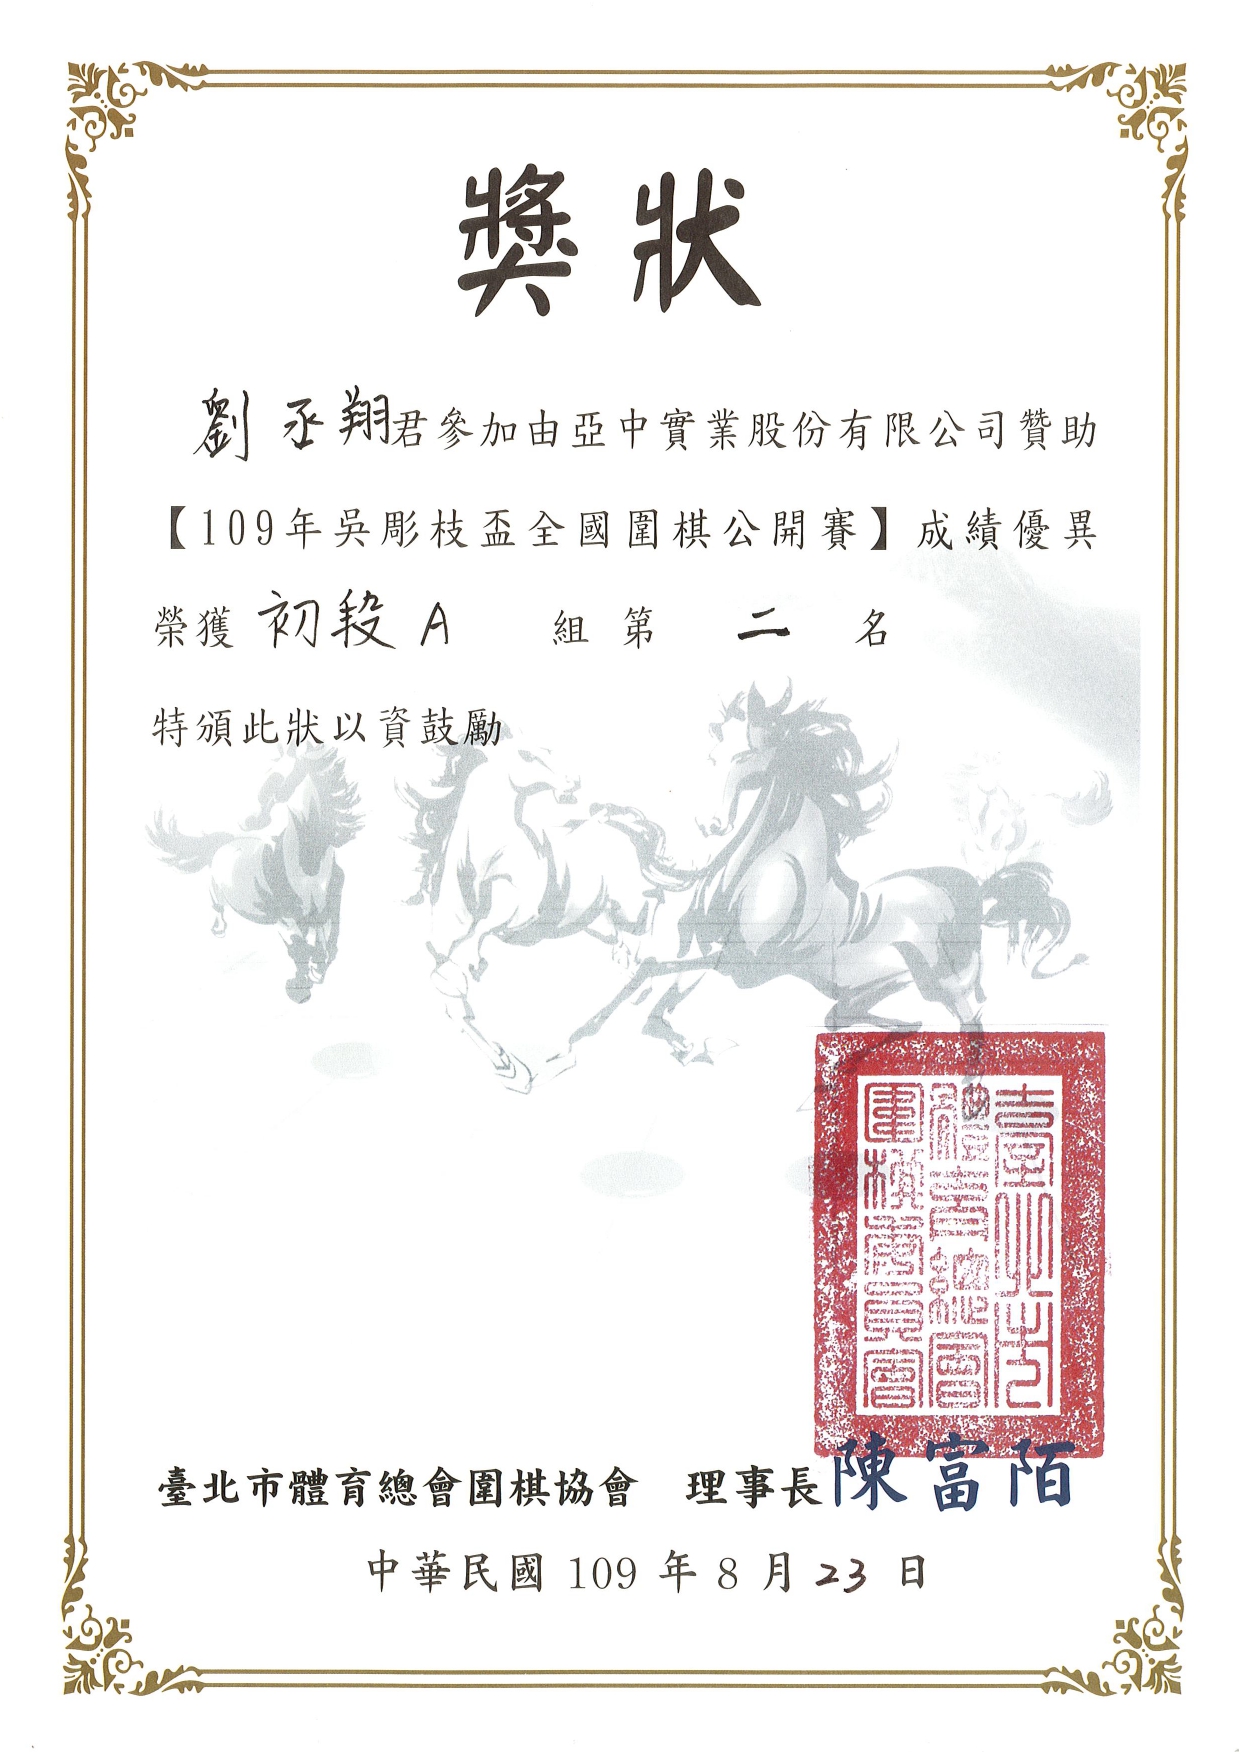 獎狀
劉丞翔君參加由亞中實業股份有限公司贊助
【109年吳彫枝盃全國圍棋公開賽】成績優異
榮獲 初段A 組 第 二 名
特頒此狀以資鼓勵
臺北市
體育總會
圍棋委員會
臺北市體育總會圍棋協會 理事長陳富陌
中華民國 109 年 8 月 23 日